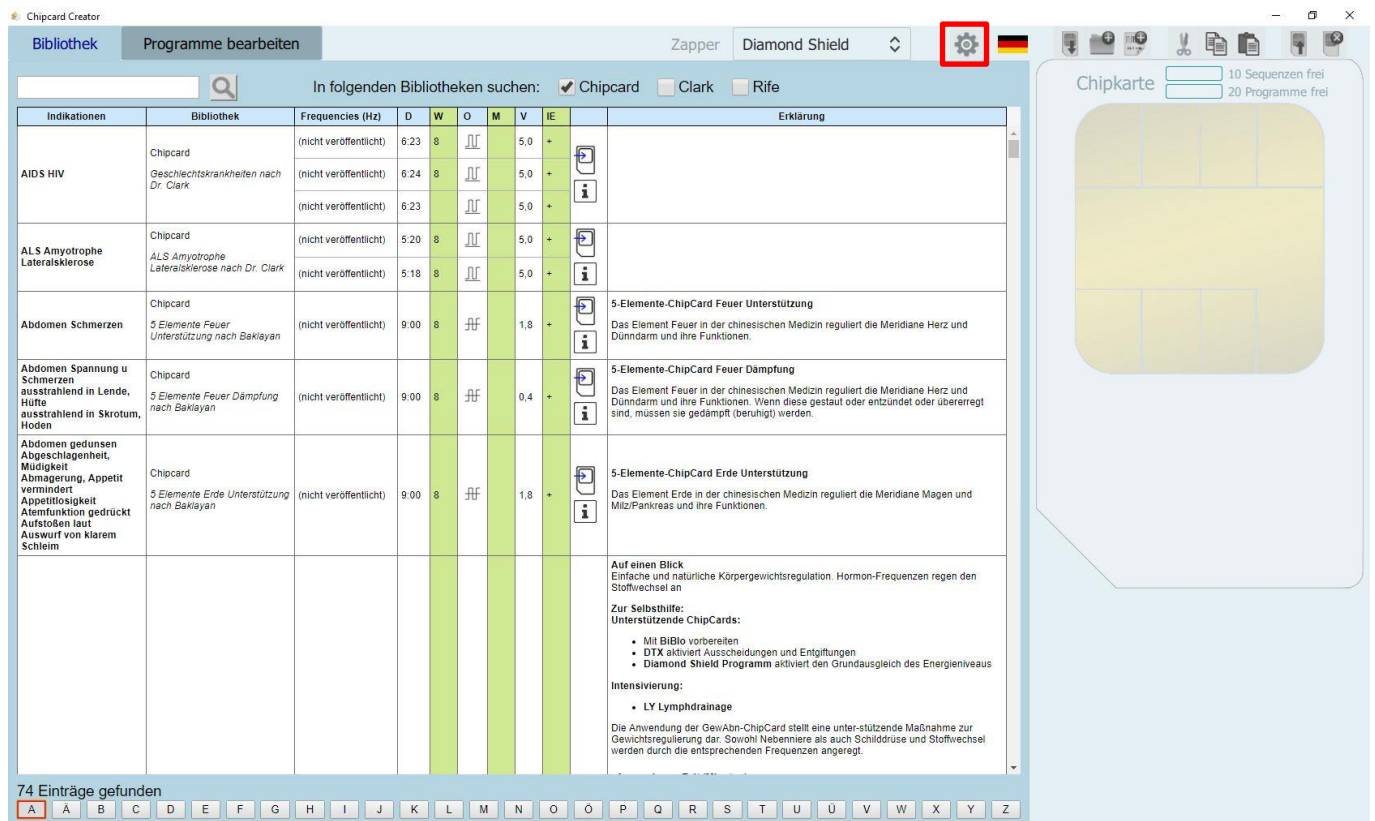 Chipcard Creator
Bibliothek
Programme bearbeiten
Zapper
Diamond Shield
In folgenden Bibliotheken suchen:
Chipcard
Clark
Rife
Chipkarte
10 Sequenzen frei
20 Programme frei
Indikationen
Bibliothek
Frequencies (Hz)
D
W
O
M
V
IE
Erklärung
AIDS HIV
Chipcard
Geschlechtskrankheiten nach
Dr. Clark
(nicht veröffentlicht) 6:23 8 5,0 +
(nicht veröffentlicht) 6:24 8 5,0 +
(nicht veröffentlicht) 6:23 5,0 +
ALS Amyotrophe
Lateralsklerose
Chipcard
ALS Amyotrophe
Lateralsklerose nach Dr. Clark
(nicht veröffentlicht) 5:20 8 5,0 +
(nicht veröffentlicht) 5:18 8 5,0 +
Abdomen Schmerzen
Chipcard
5 Elemente Feuer
Unterstützung nach Baklayan
(nicht veröffentlicht) 9:00 8 1,8 +
5-Elemente-ChipCard Feuer Unterstützung
Das Element Feuer in der chinesischen Medizin reguliert die Meridiane Herz und
Dünndarm und ihre Funktionen.
Abdomen Spannung u
Schmerzen
ausstrahlend in Lende,
Hüfte
ausstrahlend in Skrotum,
Hoden
Chipcard
5 Elemente Feuer Dämpfung
nach Baklayan
(nicht veröffentlicht) 9:00 8 0,4 +
5-Elemente-ChipCard Feuer Dämpfung
Das Element Feuer in der chinesischen Medizin reguliert die Meridiane Herz und
Dünndarm und ihre Funktionen. Wenn diese gestaut oder entzündet oder übererregt
sind, müssen sie gedämpft (beruhigt) werden.
Abdomen gedunsen
Abgeschlagenheit,
Müdigkeit
Abmagerung, Appetit
vermindert
Appetitlosigkeit
Atemfunktion gedrückt
Aufstoßen laut
Auswurf von klarem
Schleim
Chipcard
5 Elemente Erde Unterstützung
nach Baklayan
(nicht veröffentlicht) 9:00 8 1,8 +
5-Elemente-ChipCard Erde Unterstützung
Das Element Erde in der chinesischen Medizin reguliert die Meridiane Magen und
Milz/Pankreas und ihre Funktionen.
Auf einen Blick
Einfache und natürliche Körpergewichtsregulation. Hormon-Frequenzen regen den
Stoffwechsel an
Zur Selbsthilfe:
Unterstützende ChipCards:
• Mit BiBlo vorbereiten
• DTX aktiviert Ausscheidungen und Entgiftungen
• Diamond Shield Programm aktiviert den Grundausgleich des Energieniveaus
Intensivierung:
• LY Lymphdrainage
Die Anwendung der GewAbn-ChipCard stellt eine unter-stützende Maßnahme zur
Gewichtsregulierung dar. Sowohl Nebenniere als auch Schilddrüse und Stoffwechsel
werden durch die entsprechenden Frequenzen angeregt.
74 Einträge gefunden
A Ä B C D E F G H I J K L M N O Ö P Q R S T U Ü V W X Y Z